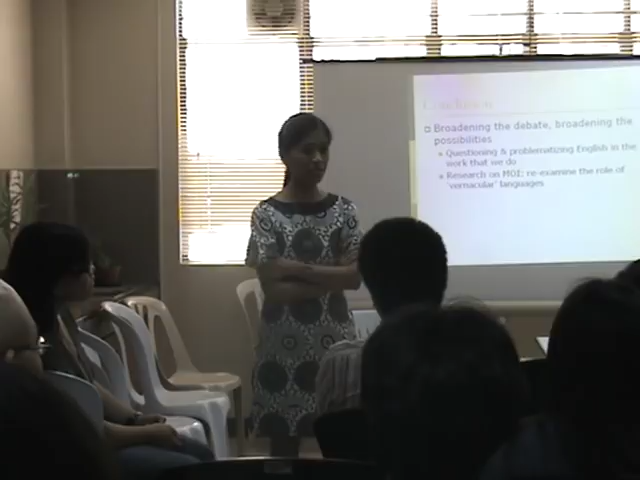 Conclusion
Broadening the debate, broadening the
possibilities
Questioning & problematizing English in the
work that we do
Research on MOI: re-examine the role of
'vernacular' languages